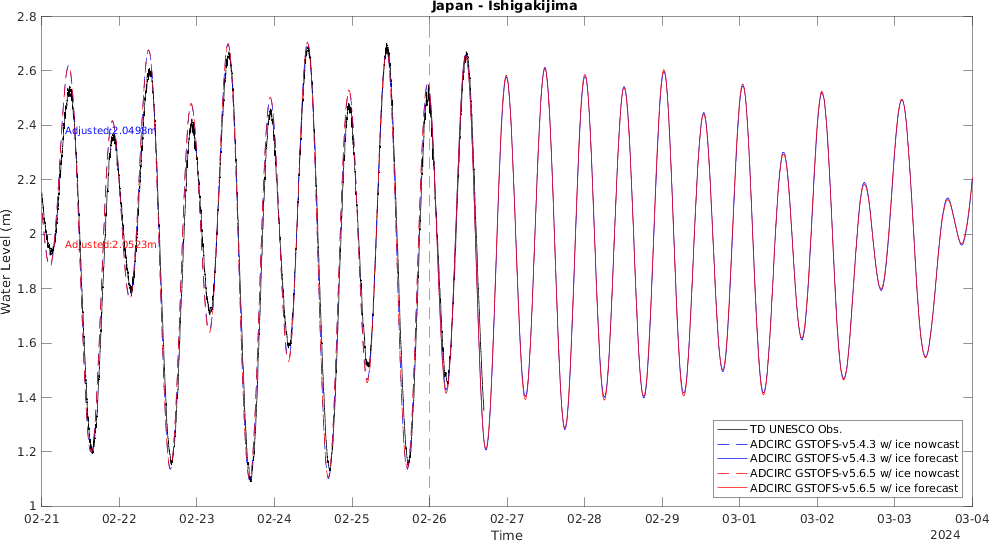 Japan - Ishigakijima
2.8
2.6
2.4
2.2
2
1.8
1.6
1.4
1.2
1
Water Level (m)
Adjusted:2.0498m
Adjusted:2.0523m
TD UNESCO Obs.
ADCIRC GSTOFS-v5.4.3 w/ ice nowcast
ADCIRC GSTOFS-v5.4.3 w/ ice forecast
ADCIRC GSTOFS-v5.6.5 w/ ice nowcast
ADCIRC GSTOFS-v5.6.5 w/ ice forecast
02-21 02-22 02-23 02-24 02-25 02-26 02-27 02-28 02-29 03-01 03-02 03-03 03-04
Time
2024